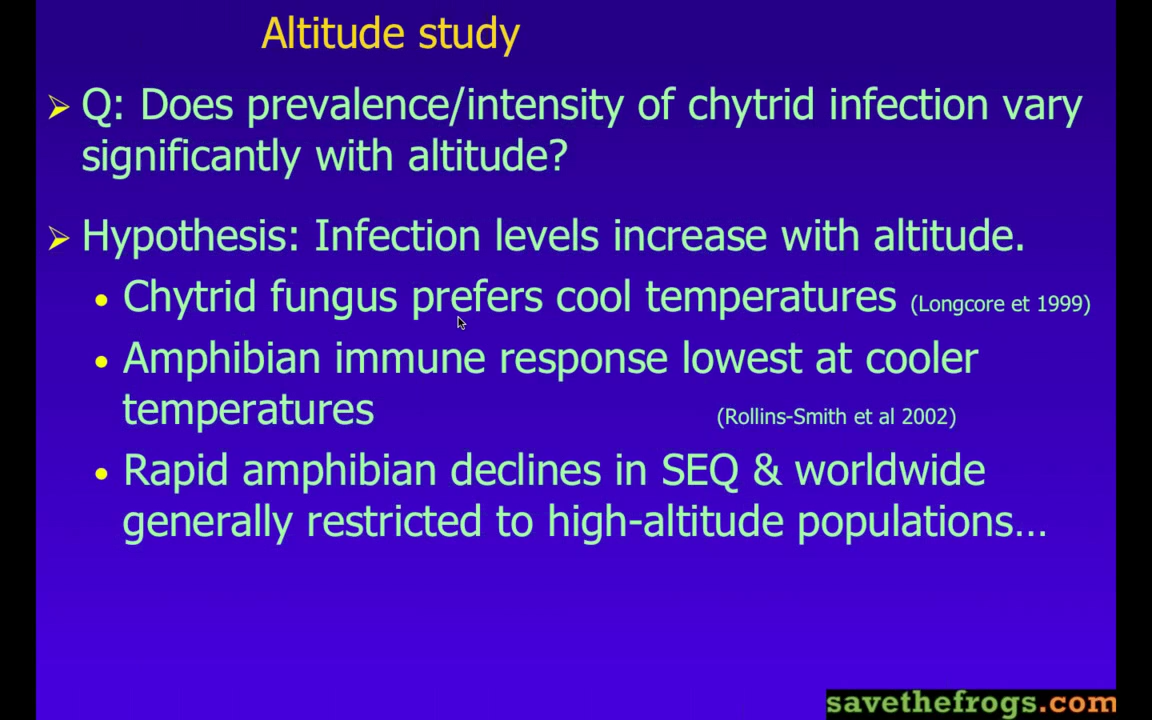 Altitude study
Q: Does prevalence/intensity of chytrid infection vary
significantly with altitude?
Hypothesis: Infection levels increase with altitude.
Chytrid fungus prefers cool temperatures (Longcore et 1999)
Amphibian immune response lowest at cooler
temperatures (Rollins-Smith et al 2002)
Rapid amphibian declines in SEQ & worldwide
generally restricted to high-altitude populations...
savethefrogs.com